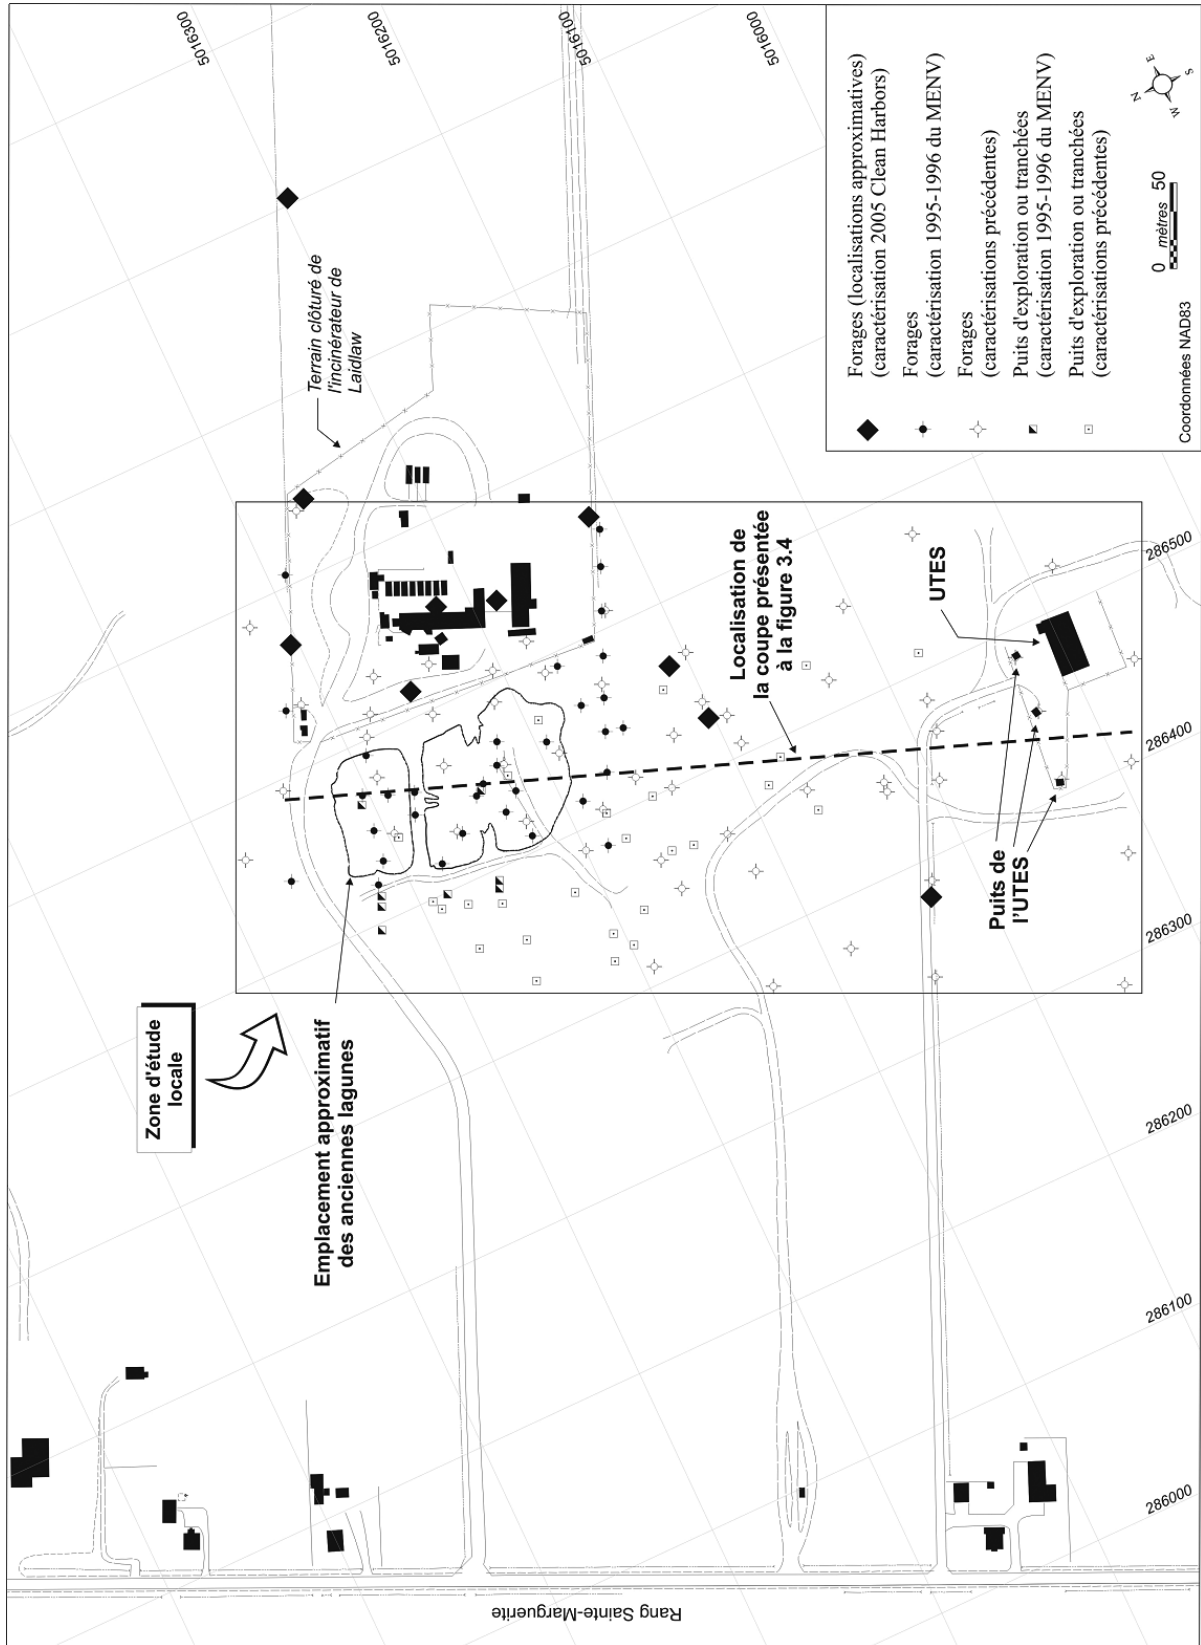 5016300
5016200
5016100
5016000
Terrain clôturé de
l'incinérateur de
Laidlaw
Forages (localisations approximatives)
(caractérisation 2005 Clean Harbors)
Forages
(caractérisation 1995-1996 du MENV)
Forages
(caractérisations précédentes)
Puits d'exploration ou tranchées
(caractérisation 1995-1996 du MENV)
Puits d'exploration ou tranchées
(caractérisations précédentes)
N
E
S
W
0 mètres 50
Coordonnées NAD83
Localisation de
la coupe présentée
à la figure 3.4
UTES
Puits de
l'UTES
Zone d'étude
locale
Emplacement approximatif
des anciennes lagunes
286500
286400
286300
286200
286100
286000
Rang Sainte-Marguerite